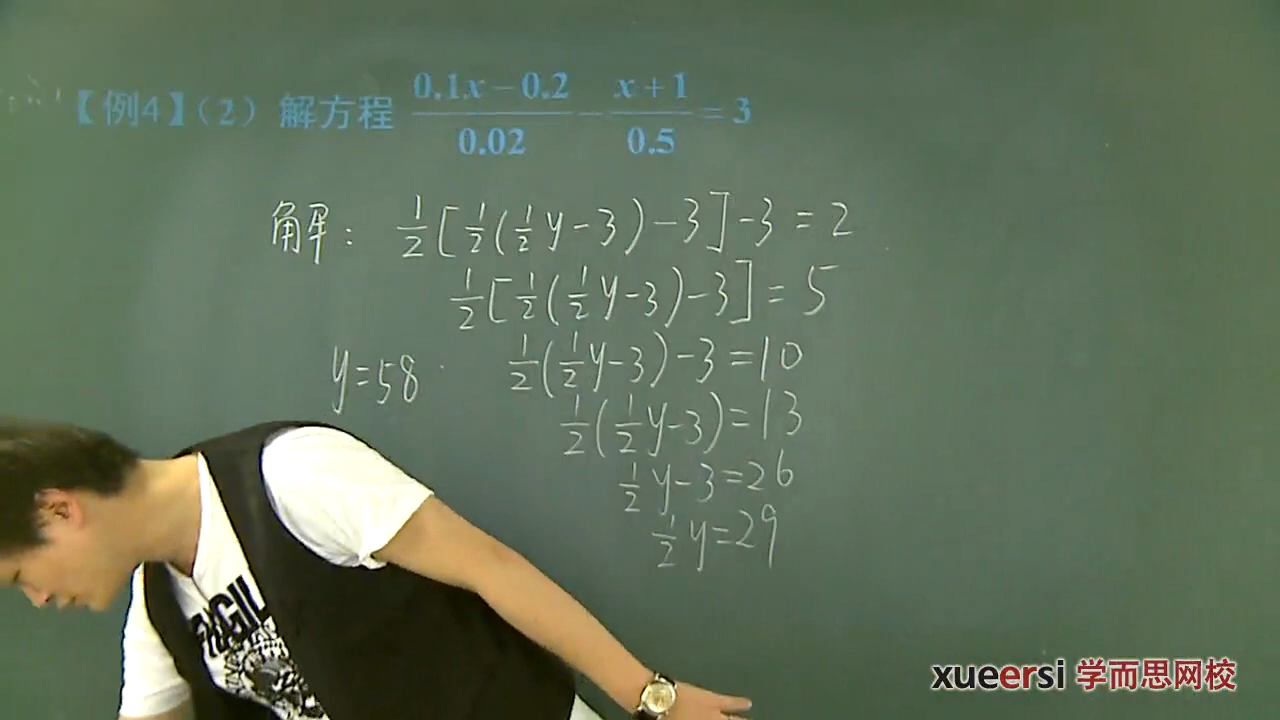 【例4】(2) 解方程 (0.1x-0.2)/0.02 - (x+1)/0.5 = 3
解: 1/2[1/2(1/2y-3)-3]-3=2
1/2[1/2(1/2y-3)-3]=5
y=58 1/2(1/2y-3)-3=10
1/2(1/2y-3)=13
1/2y-3=26
1/2y=29
xueersi 学而思网校